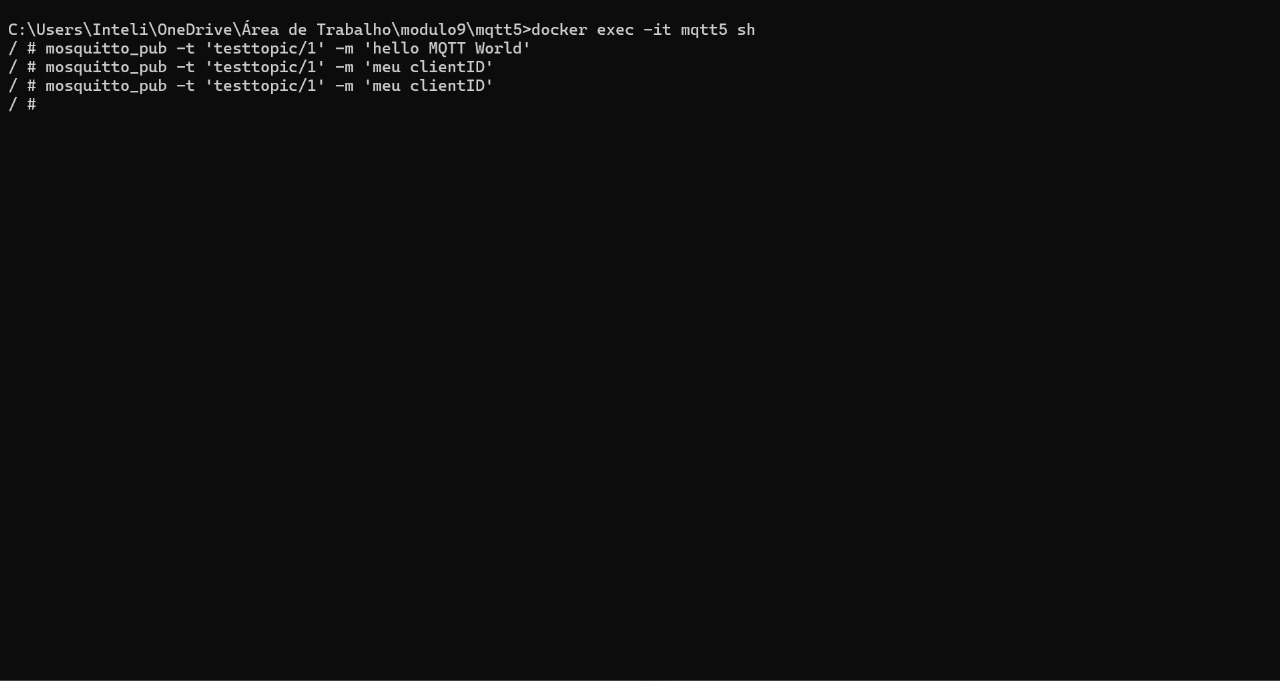 C:\Users\Inteli\OneDrive\Área de Trabalho\modulo9\mqtt5>docker exec -it mqtt5 sh
/ # mosquitto_pub -t 'testtopic/1' -m 'hello MQTT World'
/ # mosquitto_pub -t 'testtopic/1' -m 'meu clientID'
/ # mosquitto_pub -t 'testtopic/1' -m 'meu clientID'
/ #